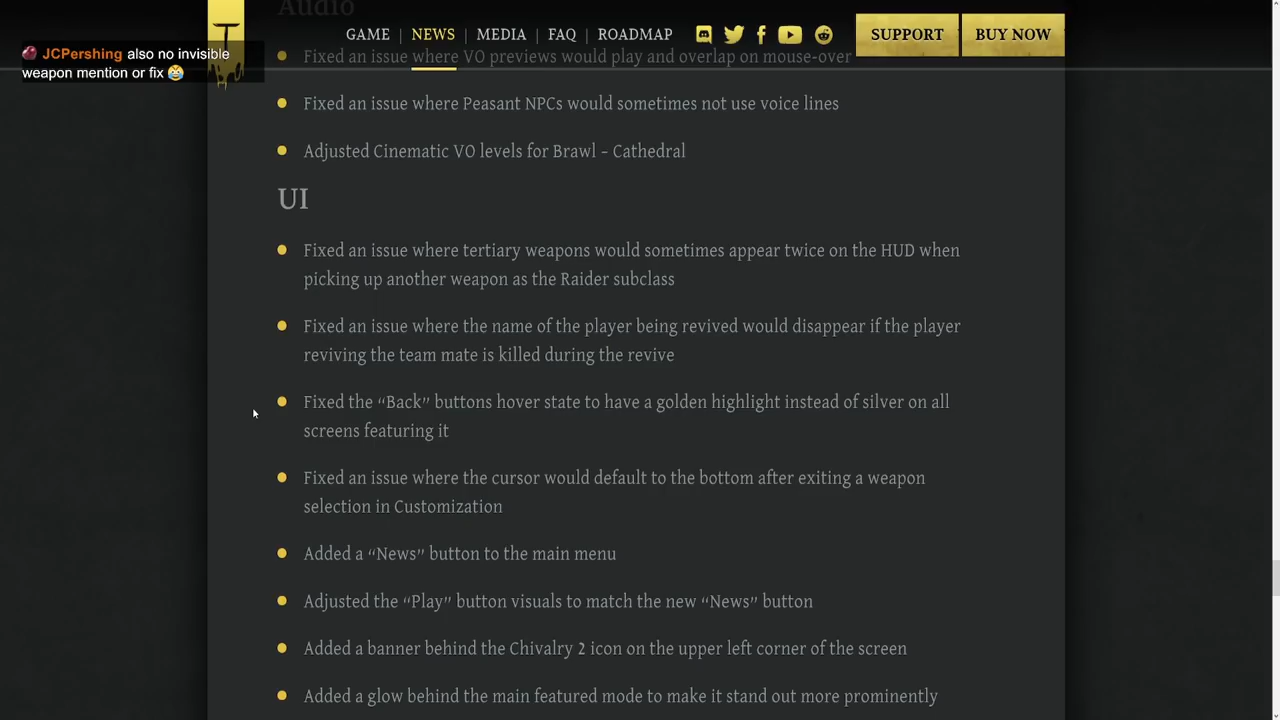 Audio
GAME | NEWS | MEDIA | FAQ | ROADMAP
SUPPORT
BUY NOW
JCPershing also no invisible
weapon mention or fix
Fixed an issue where VO previews would play and overlap on mouse-over
Fixed an issue where Peasant NPCs would sometimes not use voice lines
Adjusted Cinematic VO levels for Brawl – Cathedral
UI
Fixed an issue where tertiary weapons would sometimes appear twice on the HUD when
picking up another weapon as the Raider subclass
Fixed an issue where the name of the player being revived would disappear if the player
reviving the team mate is killed during the revive
Fixed the “Back” buttons hover state to have a golden highlight instead of silver on all
screens featuring it
Fixed an issue where the cursor would default to the bottom after exiting a weapon
selection in Customization
Added a “News” button to the main menu
Adjusted the “Play” button visuals to match the new “News” button
Added a banner behind the Chivalry 2 icon on the upper left corner of the screen
Added a glow behind the main featured mode to make it stand out more prominently